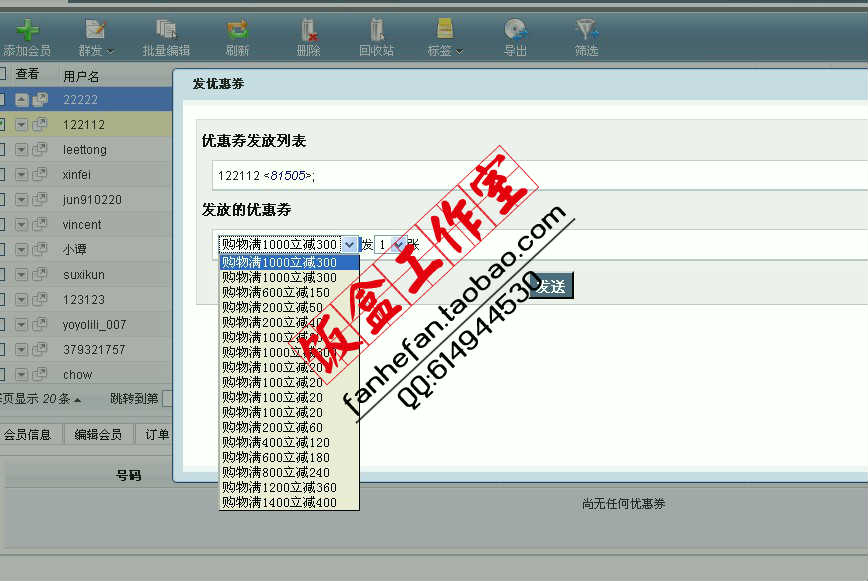 添加会员 群发 批量编辑 刷新 删除 回收站 标签 导出 筛选
查看 用户名
22222
122112
leettong
xinfei
jun910220
vincent
小谭
suxikun
123123
yoyolili_007
379321757
chow
页显示 20 条 跳转到第
会员信息 编辑会员 订单
号码
发优惠券
优惠券发放列表
122112 <81505>;
发放的优惠券
购物满1000立减300 发 1 张
购物满1000立减300
购物满1000立减300
购物满600立减150
购物满200立减50
购物满200立减40
购物满100立减20
购物满1000立减300
购物满100立减20
购物满100立减20
购物满100立减20
购物满100立减20
购物满200立减60
购物满400立减120
购物满600立减180
购物满800立减240
购物满1200立减360
购物满1400立减400
发送
尚无任何优惠券
饭盒工作室
fanhefan.taobao.com
QQ:614944530